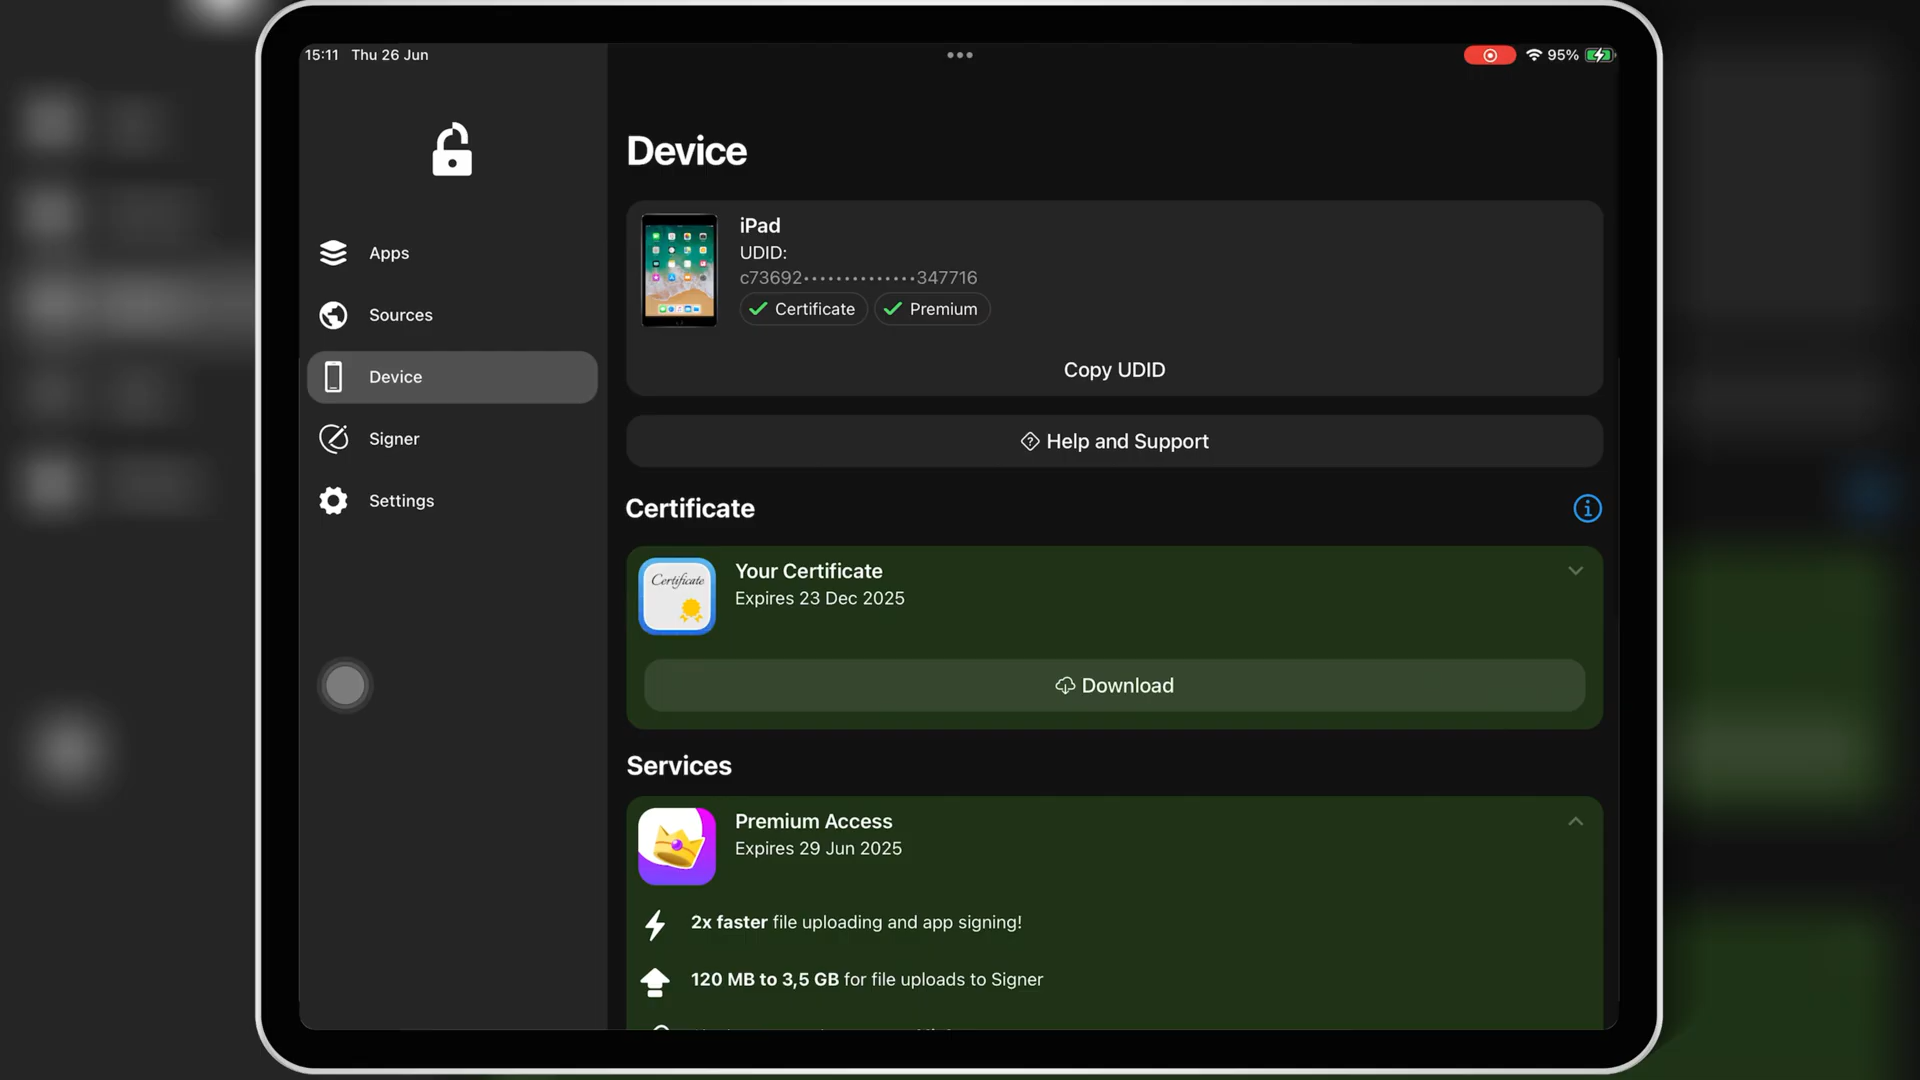 15:11 Thu 26 Jun
95%
Apps
Sources
Device
Signer
Settings
Device
iPad
UDID:
c73692••••••••••••••347716
Certificate
Premium
Copy UDID
Help and Support
Certificate
Certificate
Your Certificate
Expires 23 Dec 2025
Download
Services
Premium Access
Expires 29 Jun 2025
2x faster file uploading and app signing!
120 MB to 3,5 GB for file uploads to Signer